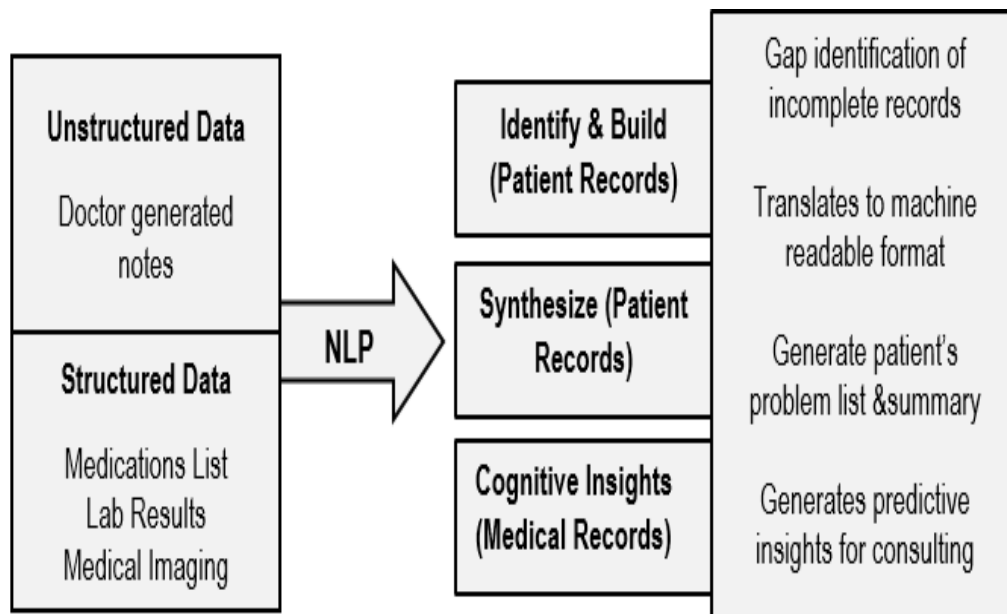 Unstructured Data
Doctor generated
notes
Structured Data
Medications List
Lab Results
Medical Imaging
NLP
Identify & Build
(Patient Records)
Synthesize (Patient
Records)
Cognitive Insights
(Medical Records)
Gap identification of
incomplete records
Translates to machine
readable format
Generate patient's
problem list &summary
Generates predictive
insights for consulting